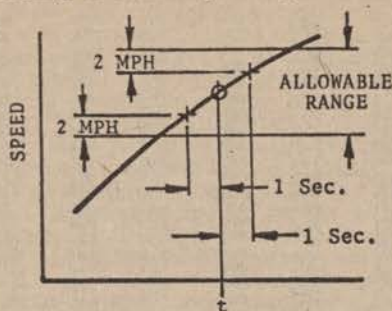 2 MPH
ALLOWABLE
RANGE
2 MPH
SPEED
1 Sec.
1 Sec.
t